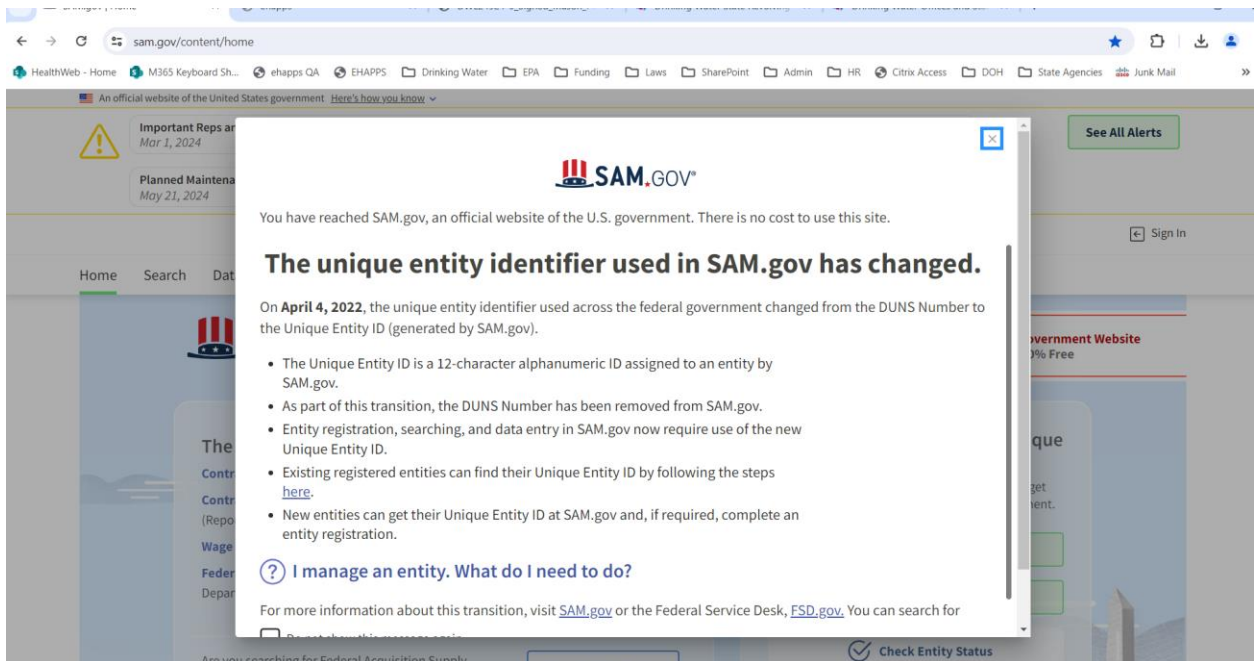 sam.gov/content/home
HealthWeb - Home M365 Keyboard Sh... ehapps QA EHAPPS Drinking Water EPA Funding Laws SharePoint Admin HR Citrix Access DOH State Agencies Junk Mail »
An official website of the United States government Here's how you know
Important Reps ar
Mar 1, 2024
See All Alerts
Planned Maintena
May 21, 2024
Sign In
Home Search Dat
SAM.GOV®
You have reached SAM.gov, an official website of the U.S. government. There is no cost to use this site.
The unique entity identifier used in SAM.gov has changed.
On April 4, 2022, the unique entity identifier used across the federal government changed from the DUNS Number to
the Unique Entity ID (generated by SAM.gov).
• The Unique Entity ID is a 12-character alphanumeric ID assigned to an entity by
SAM.gov.
• As part of this transition, the DUNS Number has been removed from SAM.gov.
• Entity registration, searching, and data entry in SAM.gov now require use of the new
Unique Entity ID.
• Existing registered entities can find their Unique Entity ID by following the steps
here.
• New entities can get their Unique Entity ID at SAM.gov and, if required, complete an
entity registration.
? I manage an entity. What do I need to do?
For more information about this transition, visit SAM.gov or the Federal Service Desk, FSD.gov. You can search for
Do not show this message again
The
Contr
Contr
(Repo
Wage
Feder
Depar
Are you searching for Federal Acquisition Supply
overnment Website
0% Free
que
get
ent.
Check Entity Status